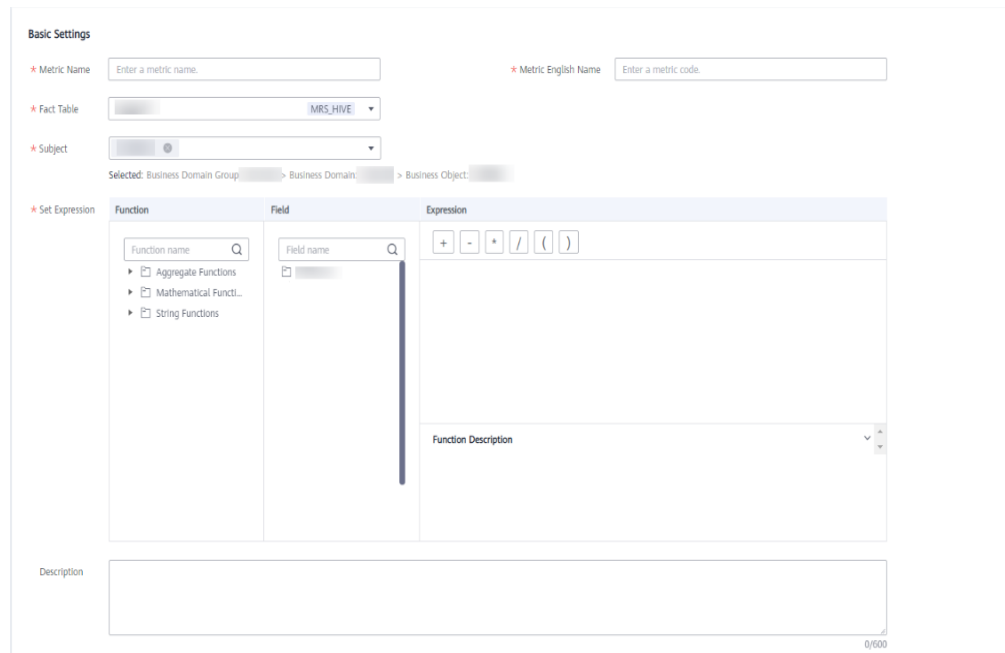 Basic Settings
* Metric Name Enter a metric name. * Metric English Name Enter a metric code.
* Fact Table MRS_HIVE
* Subject
Selected: Business Domain Group > Business Domain: > Business Object:
* Set Expression Function Field Expression
Function name Field name + - * / ( )
Aggregate Functions
Mathematical Functi...
String Functions
Function Description
Description
0/600